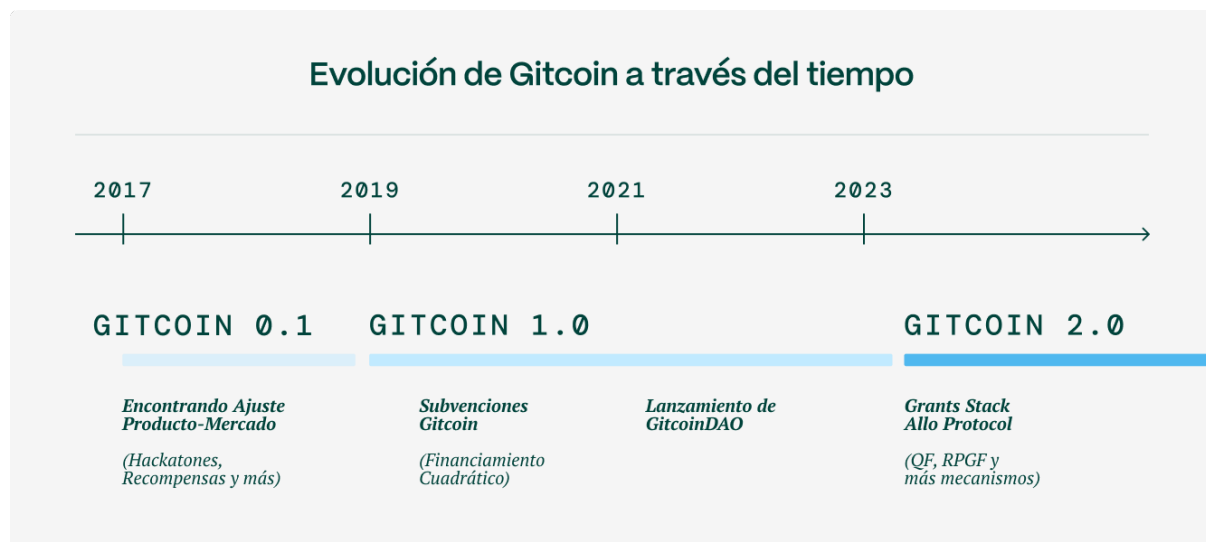 Evolución de Gitcoin a través del tiempo
2017 2019 2021 2023
GITCOIN 0.1 GITCOIN 1.0 GITCOIN 2.0
Encontrando Ajuste
Producto-Mercado
(Hackatones,
Recompensas y más)
Subvenciones
Gitcoin
(Financiamiento
Cuadrático)
Lanzamiento de
GitcoinDAO
Grants Stack
Allo Protocol
(QF, RPGF y
más mecanismos)